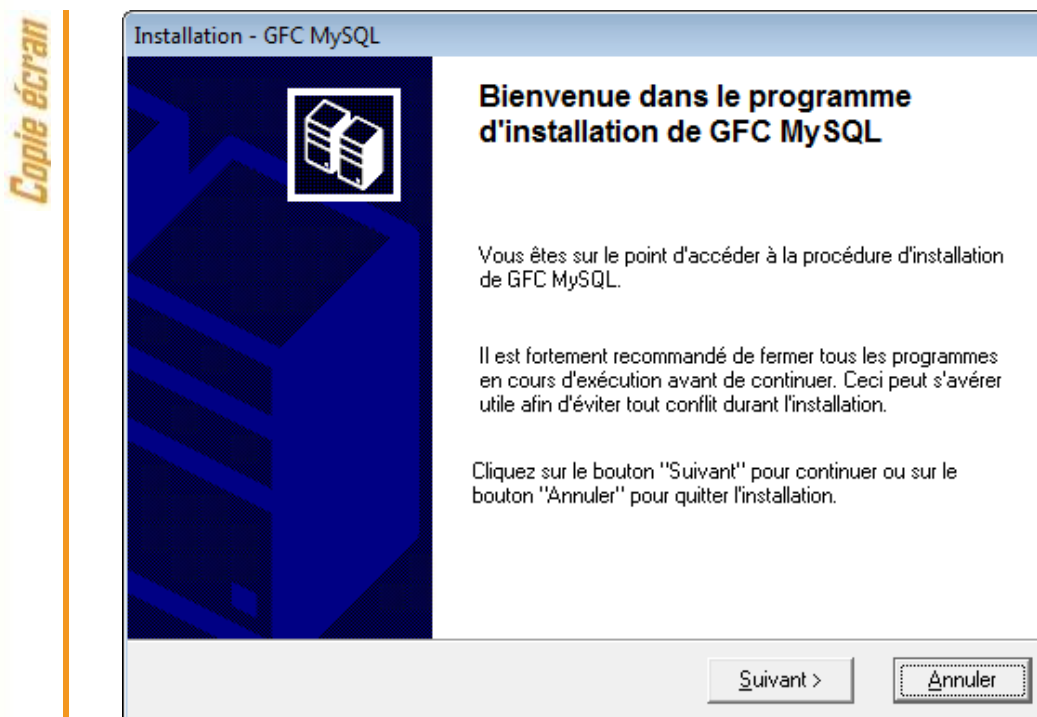 Copie écran
Installation - GFC MySQL
Bienvenue dans le programme
d'installation de GFC MySQL
Vous êtes sur le point d'accéder à la procédure d'installation
de GFC MySQL.
Il est fortement recommandé de fermer tous les programmes
en cours d'exécution avant de continuer. Ceci peut s'avérer
utile afin d'éviter tout conflit durant l'installation.
Cliquez sur le bouton "Suivant" pour continuer ou sur le
bouton "Annuler" pour quitter l'installation.
Suivant > Annuler